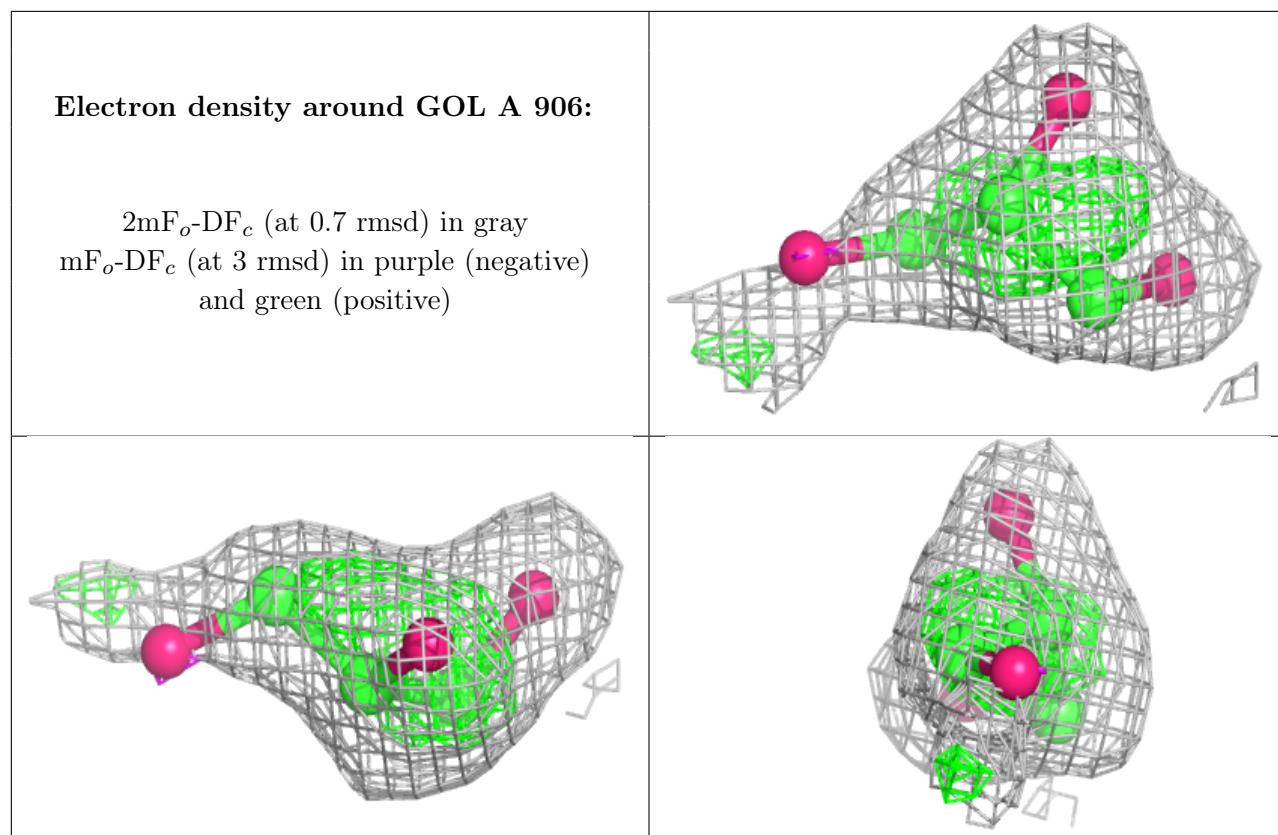 Electron density around GOL A 906:
2mFo-DFc (at 0.7 rmsd) in gray
mFo-DFc (at 3 rmsd) in purple (negative)
and green (positive)